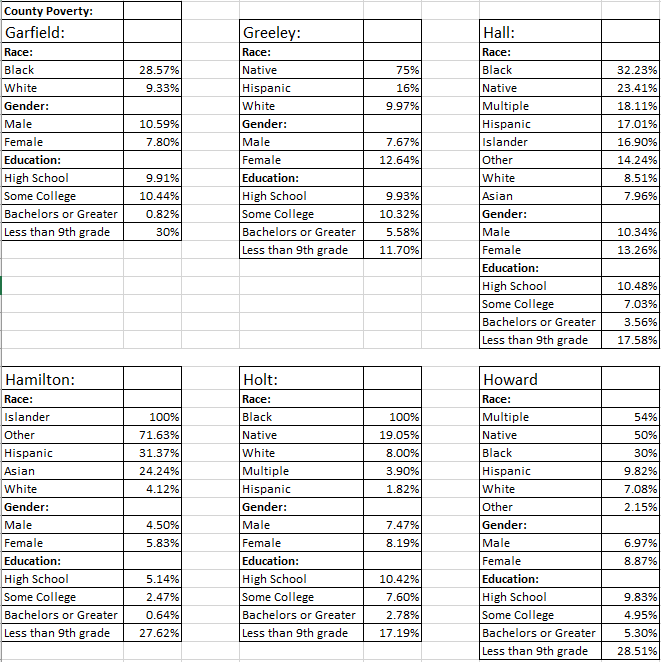 County Poverty:
Garfield:
Race:
Black 28.57%
White 9.33%
Gender:
Male 10.59%
Female 7.80%
Education:
High School 9.91%
Some College 10.44%
Bachelors or Greater 0.82%
Less than 9th grade 30%
Greeley:
Race:
Native 75%
Hispanic 16%
White 9.97%
Gender:
Male 7.67%
Female 12.64%
Education:
High School 9.93%
Some College 10.32%
Bachelors or Greater 5.58%
Less than 9th grade 11.70%
Hall:
Race:
Black 32.23%
Native 23.41%
Multiple 18.11%
Hispanic 17.01%
Islander 16.90%
Other 14.24%
White 8.51%
Asian 7.96%
Gender:
Male 10.34%
Female 13.26%
Education:
High School 10.48%
Some College 7.03%
Bachelors or Greater 3.56%
Less than 9th grade 17.58%
Hamilton:
Race:
Islander 100%
Other 71.63%
Hispanic 31.37%
Asian 24.24%
White 4.12%
Gender:
Male 4.50%
Female 5.83%
Education:
High School 5.14%
Some College 2.47%
Bachelors or Greater 0.64%
Less than 9th grade 27.62%
Holt:
Race:
Black 100%
Native 19.05%
White 8.00%
Multiple 3.90%
Hispanic 1.82%
Gender:
Male 7.47%
Female 8.19%
Education:
High School 10.42%
Some College 7.60%
Bachelors or Greater 2.78%
Less than 9th grade 17.19%
Howard
Race:
Multiple 54%
Native 50%
Black 30%
Hispanic 9.82%
White 7.08%
Other 2.15%
Gender:
Male 6.97%
Female 8.87%
Education:
High School 9.83%
Some College 4.95%
Bachelors or Greater 5.30%
Less than 9th grade 28.51%